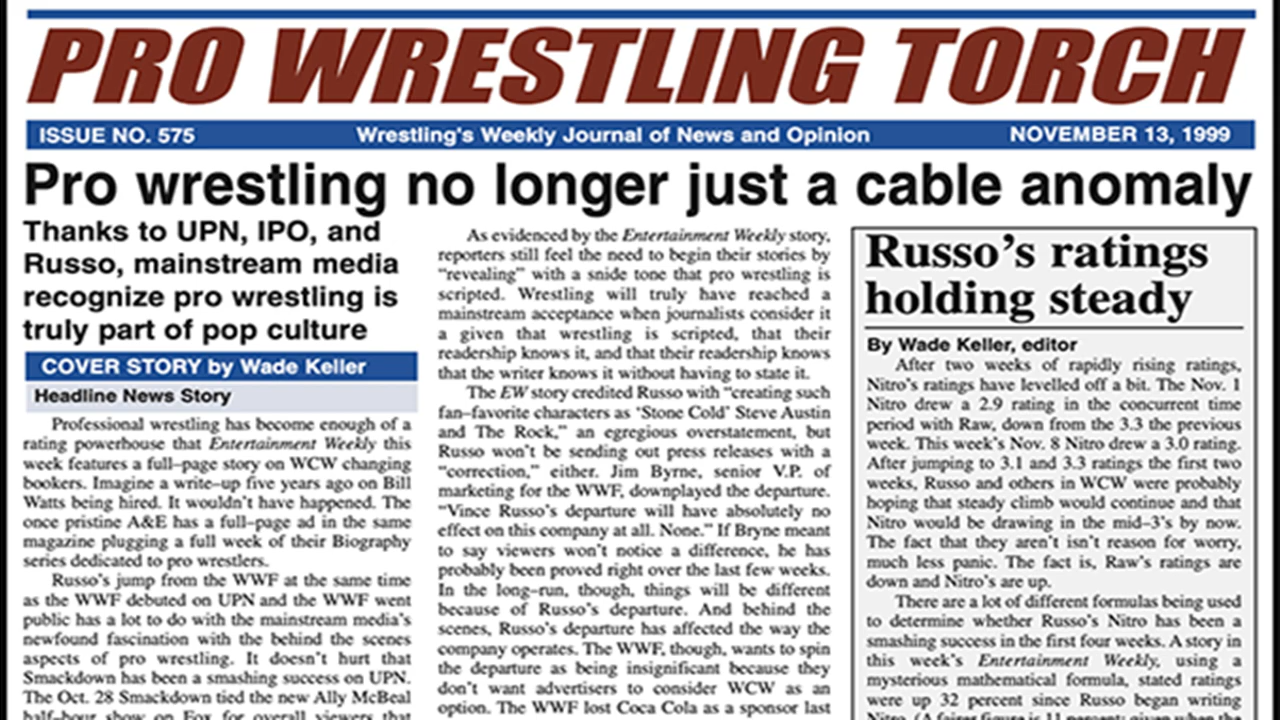 PRO WRESTLING TORCH
ISSUE NO. 575 Wrestling's Weekly Journal of News and Opinion NOVEMBER 13, 1999
Pro wrestling no longer just a cable anomaly
Thanks to UPN, IPO, and
Russo, mainstream media
recognize pro wrestling is
truly part of pop culture
COVER STORY by Wade Keller
Headline News Story
Professional wrestling has become enough of a
rating powerhouse that Entertainment Weekly this
week features a full–page story on WCW changing
bookers. Imagine a write–up five years ago on Bill
Watts being hired. It wouldn't have happened. The
once pristine A&E has a full–page ad in the same
magazine plugging a full week of their Biography
series dedicated to pro wrestlers.
Russo's jump from the WWF at the same time
as the WWF debuted on UPN and the WWF went
public has a lot to do with the mainstream media's
newfound fascination with the behind the scenes
aspects of pro wrestling. It doesn't hurt that
Smackdown has been a smashing success on UPN.
The Oct. 28 Smackdown tied the new Ally McBeal
half–hour show on Fox for overall viewers that
As evidenced by the Entertainment Weekly story,
reporters still feel the need to begin their stories by
“revealing” with a snide tone that pro wrestling is
scripted. Wrestling will truly have reached a
mainstream acceptance when journalists consider it
a given that wrestling is scripted, that their
readership knows it, and that their readership knows
that the writer knows it without having to state it.
The EW story credited Russo with “creating such
fan–favorite characters as ‘Stone Cold’ Steve Austin
and The Rock,” an egregious overstatement, but
Russo won't be sending out press releases with a
“correction,” either. Jim Byrne, senior V.P. of
marketing for the WWF, downplayed the departure.
“Vince Russo's departure will have absolutely no
effect on this company at all. None.” If Bryne meant
to say viewers won't notice a difference, he has
probably been proved right over the last few weeks.
In the long–run, though, things will be different
because of Russo's departure. And behind the
scenes, Russo's departure has affected the way the
company operates. The WWF, though, wants to spin
the departure as being insignificant because they
don't want advertisers to consider WCW as an
option. The WWF lost Coca Cola as a sponsor last
Russo's ratings
holding steady
By Wade Keller, editor
After two weeks of rapidly rising ratings,
Nitro's ratings have levelled off a bit. The Nov. 1
Nitro drew a 2.9 rating in the concurrent time
period with Raw, down from the 3.3 the previous
week. This week's Nov. 8 Nitro drew a 3.0 rating.
After jumping to 3.1 and 3.3 ratings the first two
weeks, Russo and others in WCW were probably
hoping that steady climb would continue and that
Nitro would be drawing in the mid–3's by now.
The fact that they aren't isn't reason for worry,
much less panic. The fact is, Raw's ratings are
down and Nitro's are up.
There are a lot of different formulas being used
to determine whether Russo's Nitro has been a
smashing success in the first four weeks. A story in
this week's Entertainment Weekly, using a
mysterious mathematical formula, stated ratings
were up 32 percent since Russo began writing
Nitro. (A fairer figure is 11 percent; given